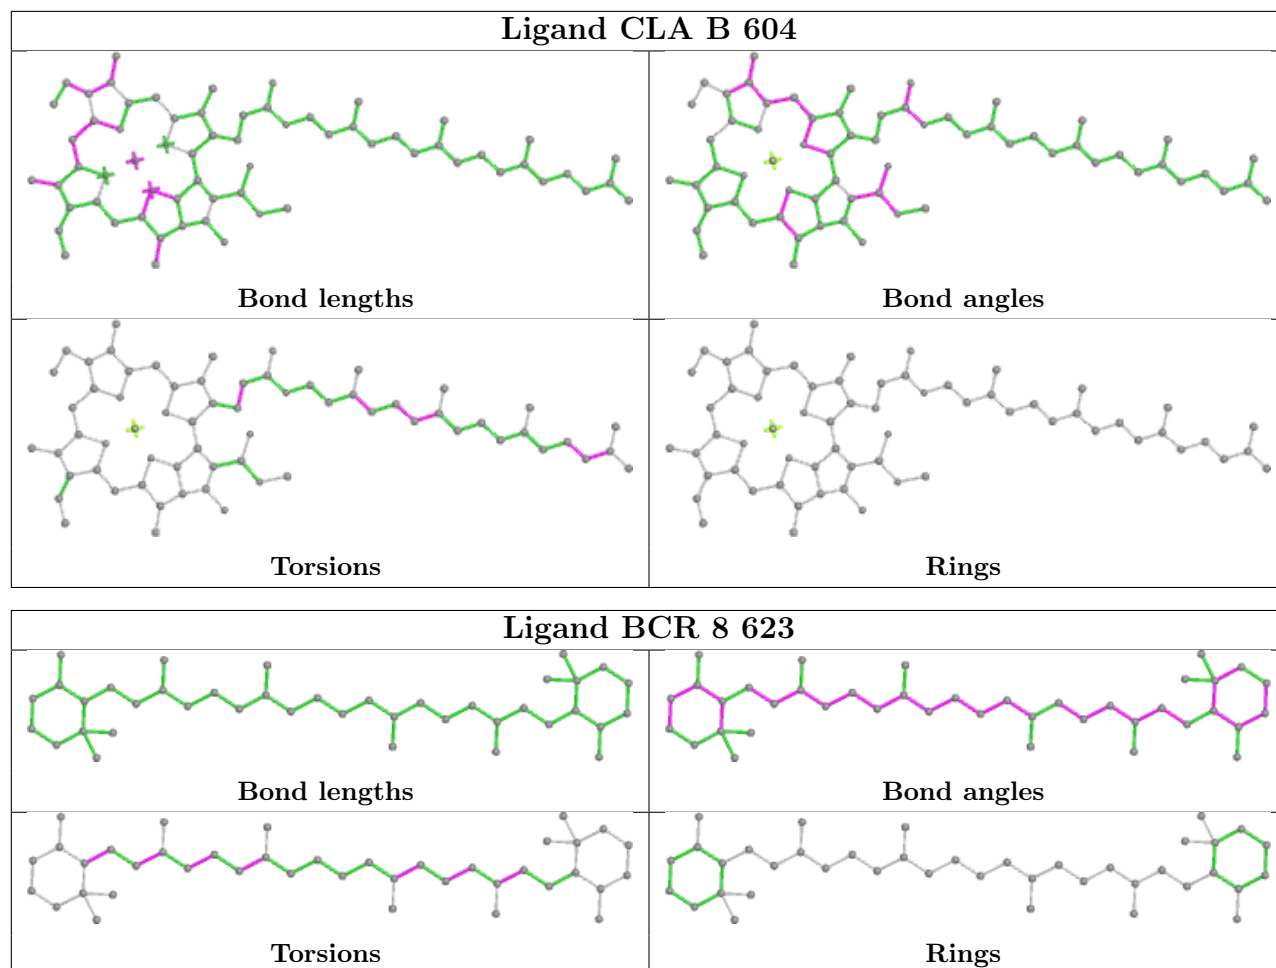 Ligand CLA B 604
Bond lengths
Bond angles
Torsions
Rings
Ligand BCR 8 623
Bond lengths
Bond angles
Torsions
Rings